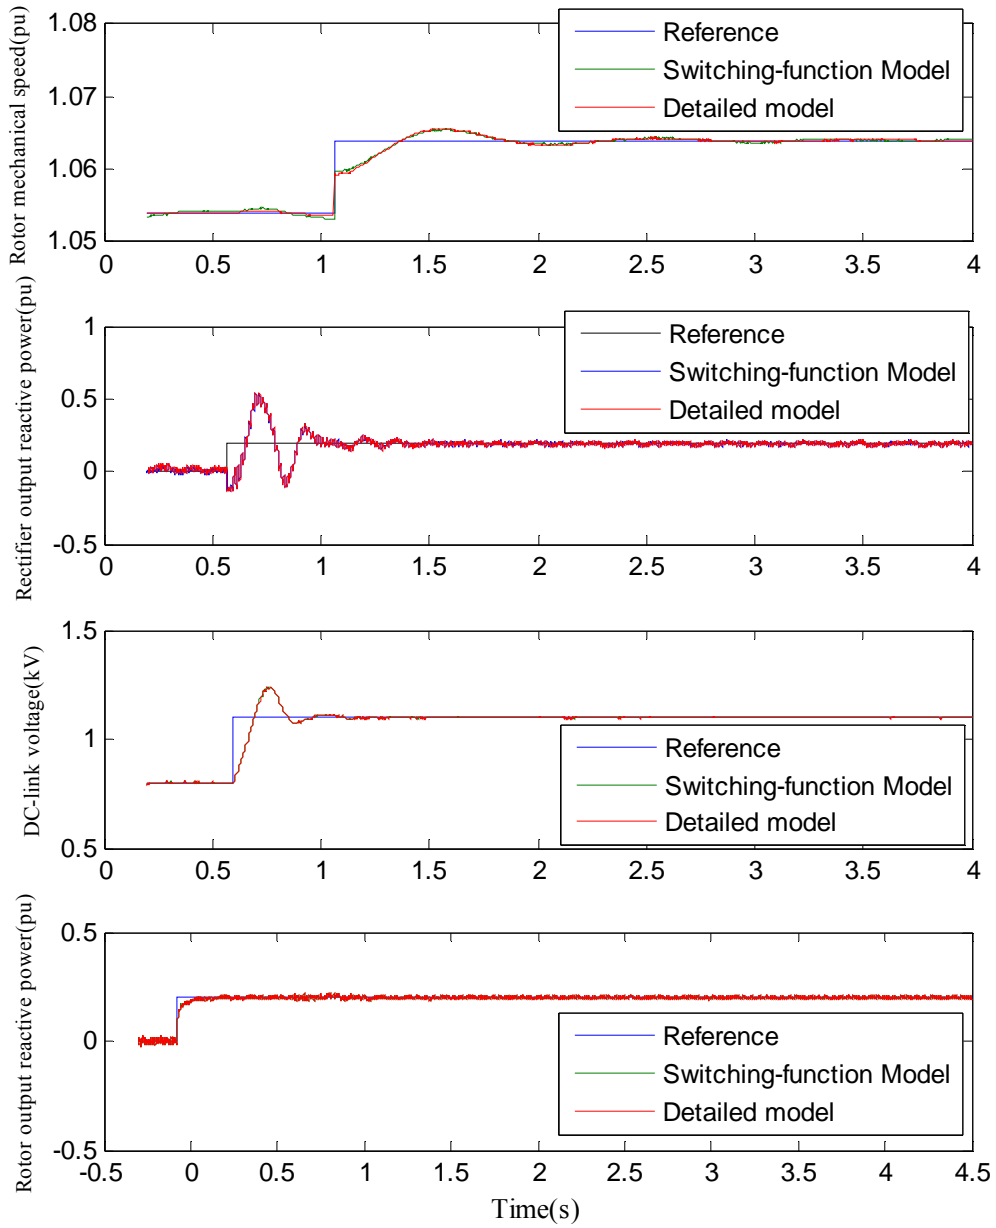 Rotor mechanical speed(pu)
1.08
1.07
1.06
1.05
0 0.5 1 1.5 2 2.5 3 3.5 4
Reference
Switching-function Model
Detailed model
Rectifier output reactive power(pu)
1
0.5
0
-0.5
0 0.5 1 1.5 2 2.5 3 3.5 4
Reference
Switching-function Model
Detailed model
DC-link voltage(kV)
1.5
1
0.5
0 0.5 1 1.5 2 2.5 3 3.5 4
Reference
Switching-function Model
Detailed model
Rotor output reactive power(pu)
0.5
0
-0.5
-0.5 0 0.5 1 1.5 2 2.5 3 3.5 4 4.5
Reference
Switching-function Model
Detailed model
Time(s)